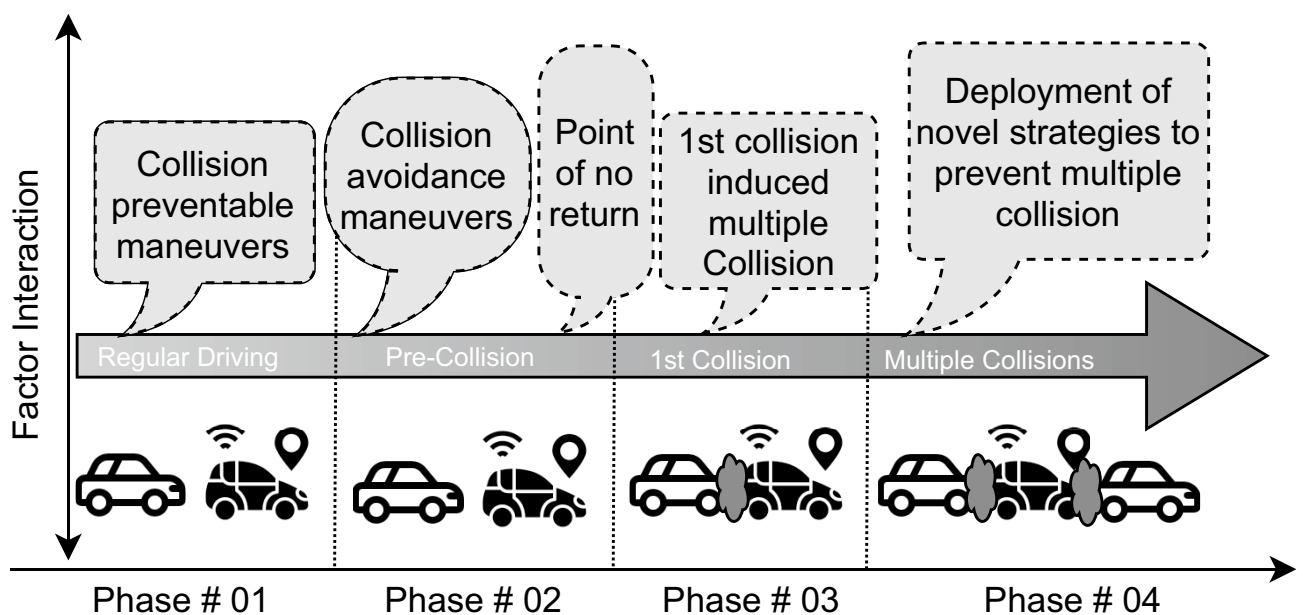 Factor Interaction
Collision
preventable
maneuvers
Collision
avoidance
maneuvers
Point
of no
return
1st collision
induced
multiple
Collision
Deployment of
novel strategies to
prevent multiple
collision
Regular Driving
Pre-Collision
1st Collision
Multiple Collisions
Phase # 01
Phase # 02
Phase # 03
Phase # 04